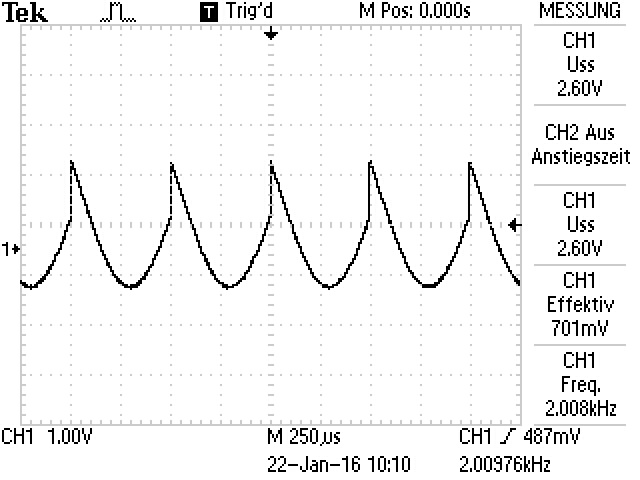 Tek T Trig'd M Pos: 0.000s MESSUNG
CH1
Uss
2.60V
CH2 Aus
Anstiegszeit
CH1
Uss
2.60V
CH1
Effektiv
701mV
CH1
Freq.
2.008kHz
1
CH1 1.00V M 250µs CH1 487mV
22-Jan-16 10:10 2.00976kHz